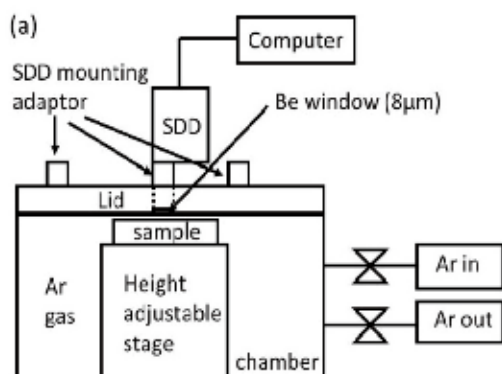 (a)
Computer
SDD mounting
adaptor
SDD
Be window (8μm)
Lid
sample
Ar
gas
Height
adjustable
stage
chamber
Ar in
Ar out